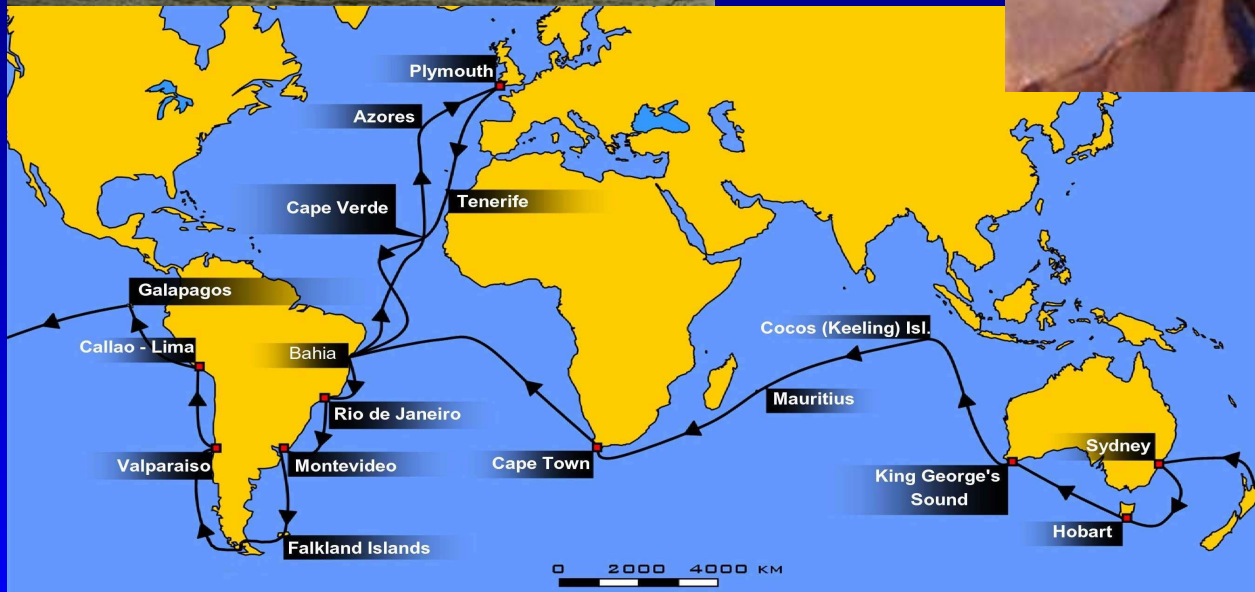 Plymouth
Azores
Cape Verde
Tenerife
Galapagos
Callao - Lima
Bahia
Cocos (Keeling) Isl.
Mauritius
Rio de Janeiro
Sydney
Valparaiso
Montevideo
Cape Town
King George's
Sound
Hobart
Falkland Islands
0 2000 4000 KM